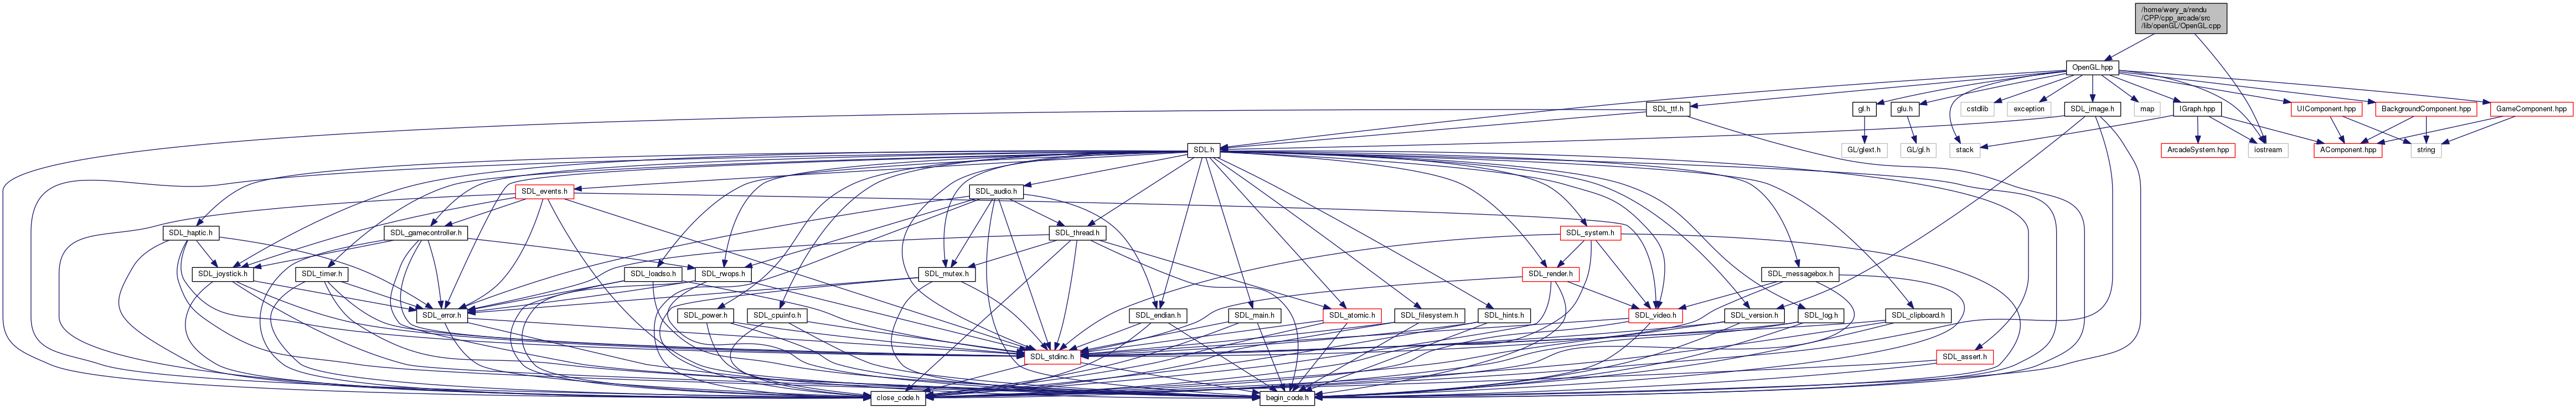 /home/wery_a/rendu
/CPP/cpp_arcade/src
/lib/openGL/OpenGL.cpp
OpenGL.hpp
SDL_ttf.h
gl.h
glu.h
cstdlib
exception
SDL_image.h
map
IGraph.hpp
UIComponent.hpp
BackgroundComponent.hpp
GameComponent.hpp
SDL.h
GL/glext.h
GL/gl.h
stack
ArcadeSystem.hpp
iostream
AComponent.hpp
string
SDL_events.h
SDL_audio.h
SDL_haptic.h
SDL_gamecontroller.h
SDL_thread.h
SDL_system.h
SDL_joystick.h
SDL_timer.h
SDL_loadso.h
SDL_rwops.h
SDL_mutex.h
SDL_render.h
SDL_messagebox.h
SDL_error.h
SDL_power.h
SDL_cpuinfo.h
SDL_endian.h
SDL_main.h
SDL_atomic.h
SDL_filesystem.h
SDL_hints.h
SDL_video.h
SDL_version.h
SDL_log.h
SDL_clipboard.h
SDL_stdinc.h
SDL_assert.h
close_code.h
begin_code.h